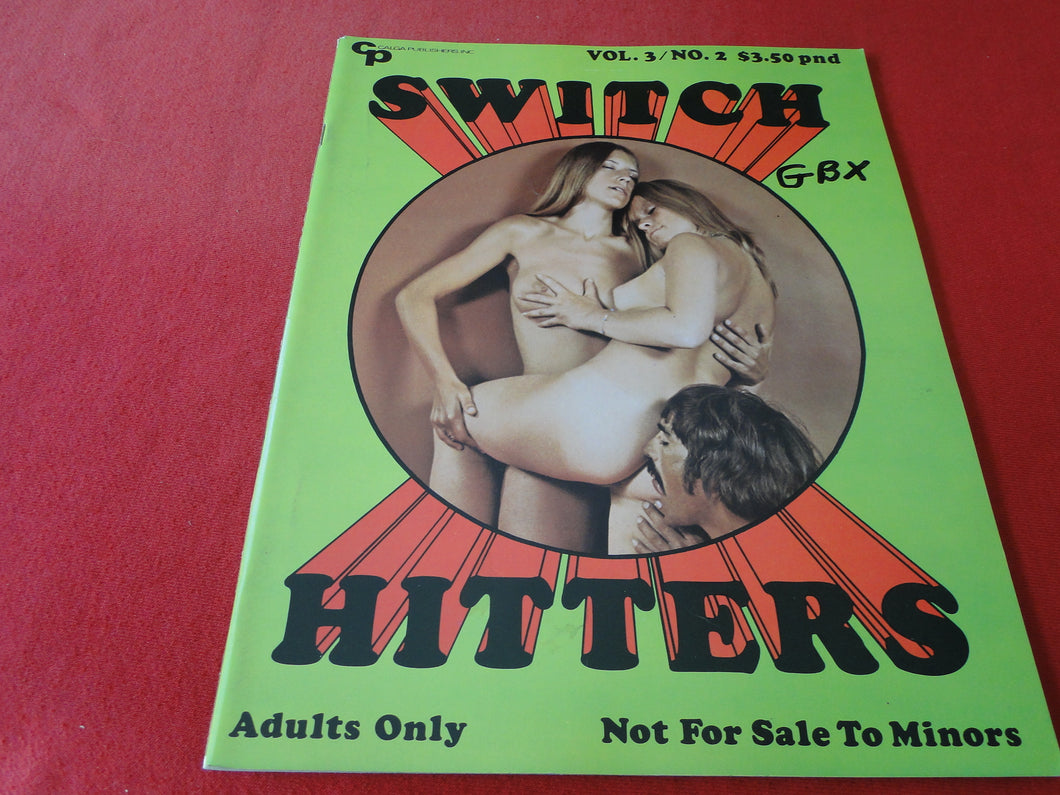 CP CALGA PUBLISHERS, INC
VOL. 3/NO. 2 $3.50 pnd
SWITCH
GBX
HITTERS
Adults Only
Not For Sale To Minors